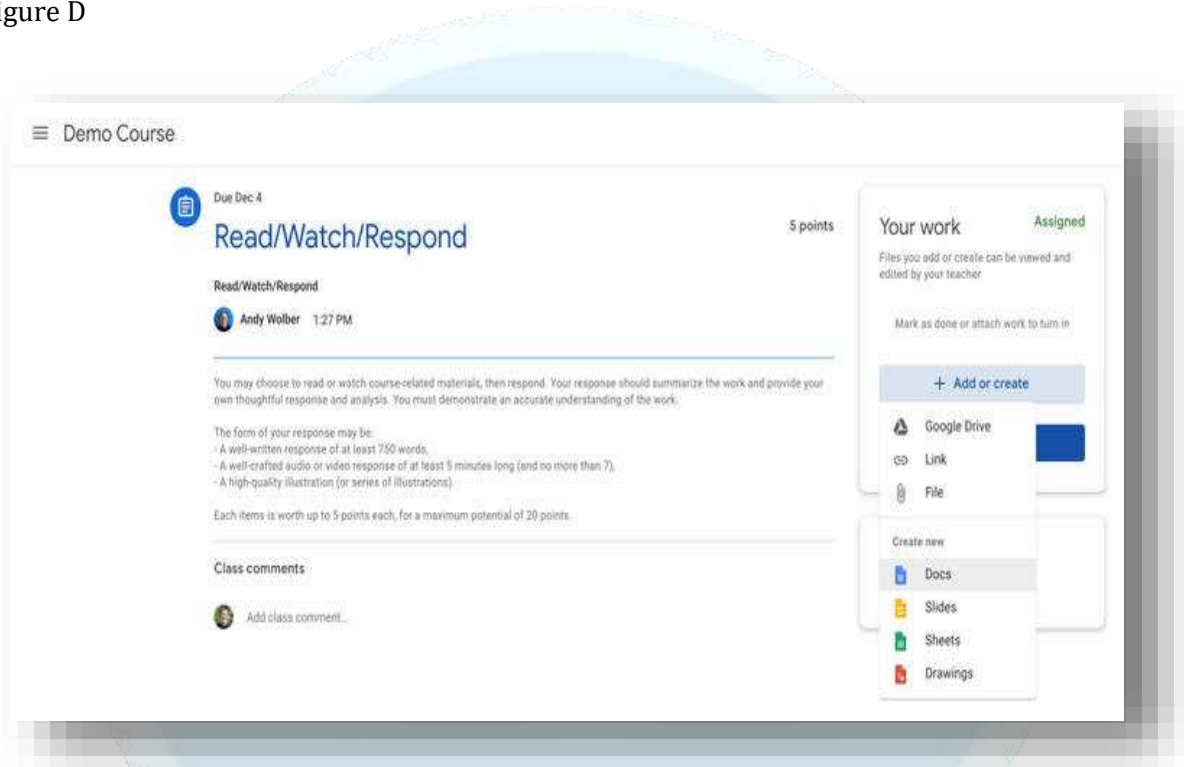 igure D
Demo Course
Due Dec 4
Read/Watch/Respond
5 points
Read/Watch/Respond
Andy Wolber 1:27 PM
You may choose to read or watch course-related materials, then respond. Your response should summarize the work and provide your
own thoughtful response and analysis. You must demonstrate an accurate understanding of the work.
The form of your response may be:
- A well-written response of at least 750 words,
- A well-crafted audio or video response of at least 5 minutes long (and no more than 7),
- A high-quality illustration (or series of illustrations).
Each items is worth up to 5 points each, for a maximum potential of 20 points.
Class comments
Add class comment...
Your work
Assigned
Files you add or create can be viewed and
edited by your teacher
Mark as done or attach work to turn in
+ Add or create
Google Drive
Link
File
Create new
Docs
Slides
Sheets
Drawings